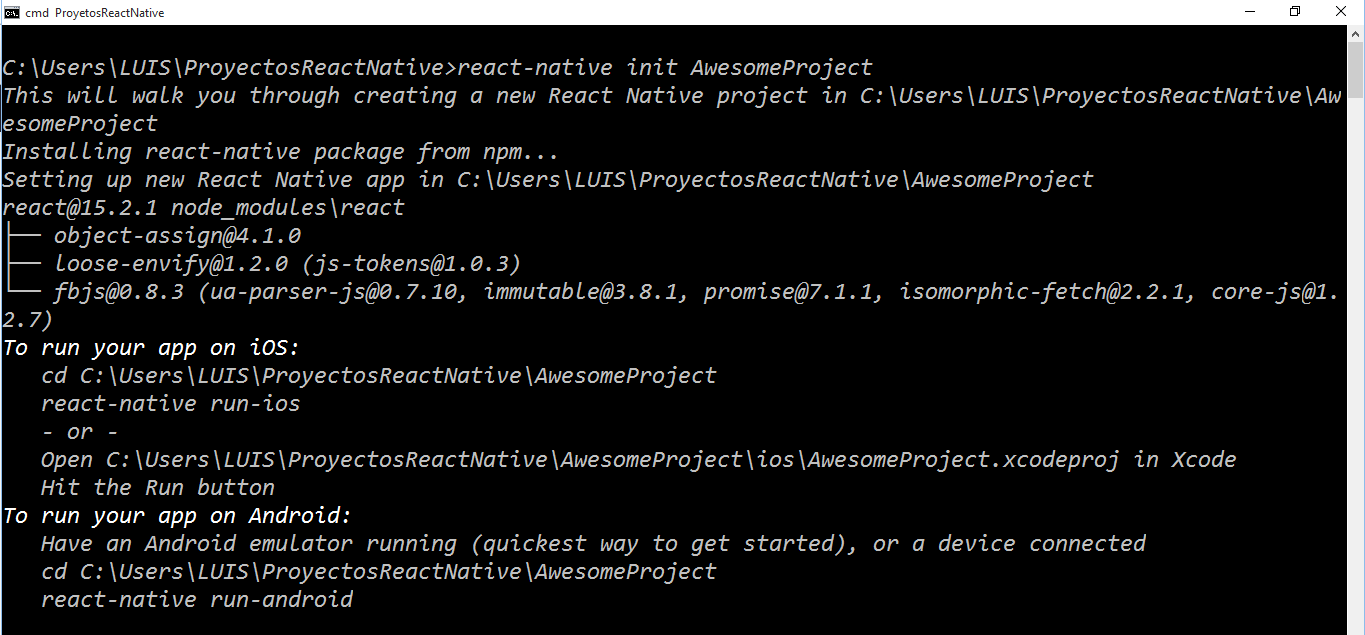 cmd ProyetosReactNative
C:\Users\LUIS\ProyectosReactNative>react-native init AwesomeProject
This will walk you through creating a new React Native project in C:\Users\LUIS\ProyectosReactNative\Aw
esomeProject
Installing react-native package from npm...
Setting up new React Native app in C:\Users\LUIS\ProyectosReactNative\AwesomeProject
react@15.2.1 node_modules\react
├── object-assign@4.1.0
├── loose-envify@1.2.0 (js-tokens@1.0.3)
└── fbjs@0.8.3 (ua-parser-js@0.7.10, immutable@3.8.1, promise@7.1.1, isomorphic-fetch@2.2.1, core-js@1.
2.7)
To run your app on iOS:
   cd C:\Users\LUIS\ProyectosReactNative\AwesomeProject
   react-native run-ios
   - or -
   Open C:\Users\LUIS\ProyectosReactNative\AwesomeProject\ios\AwesomeProject.xcodeproj in Xcode
   Hit the Run button
To run your app on Android:
   Have an Android emulator running (quickest way to get started), or a device connected
   cd C:\Users\LUIS\ProyectosReactNative\AwesomeProject
   react-native run-android